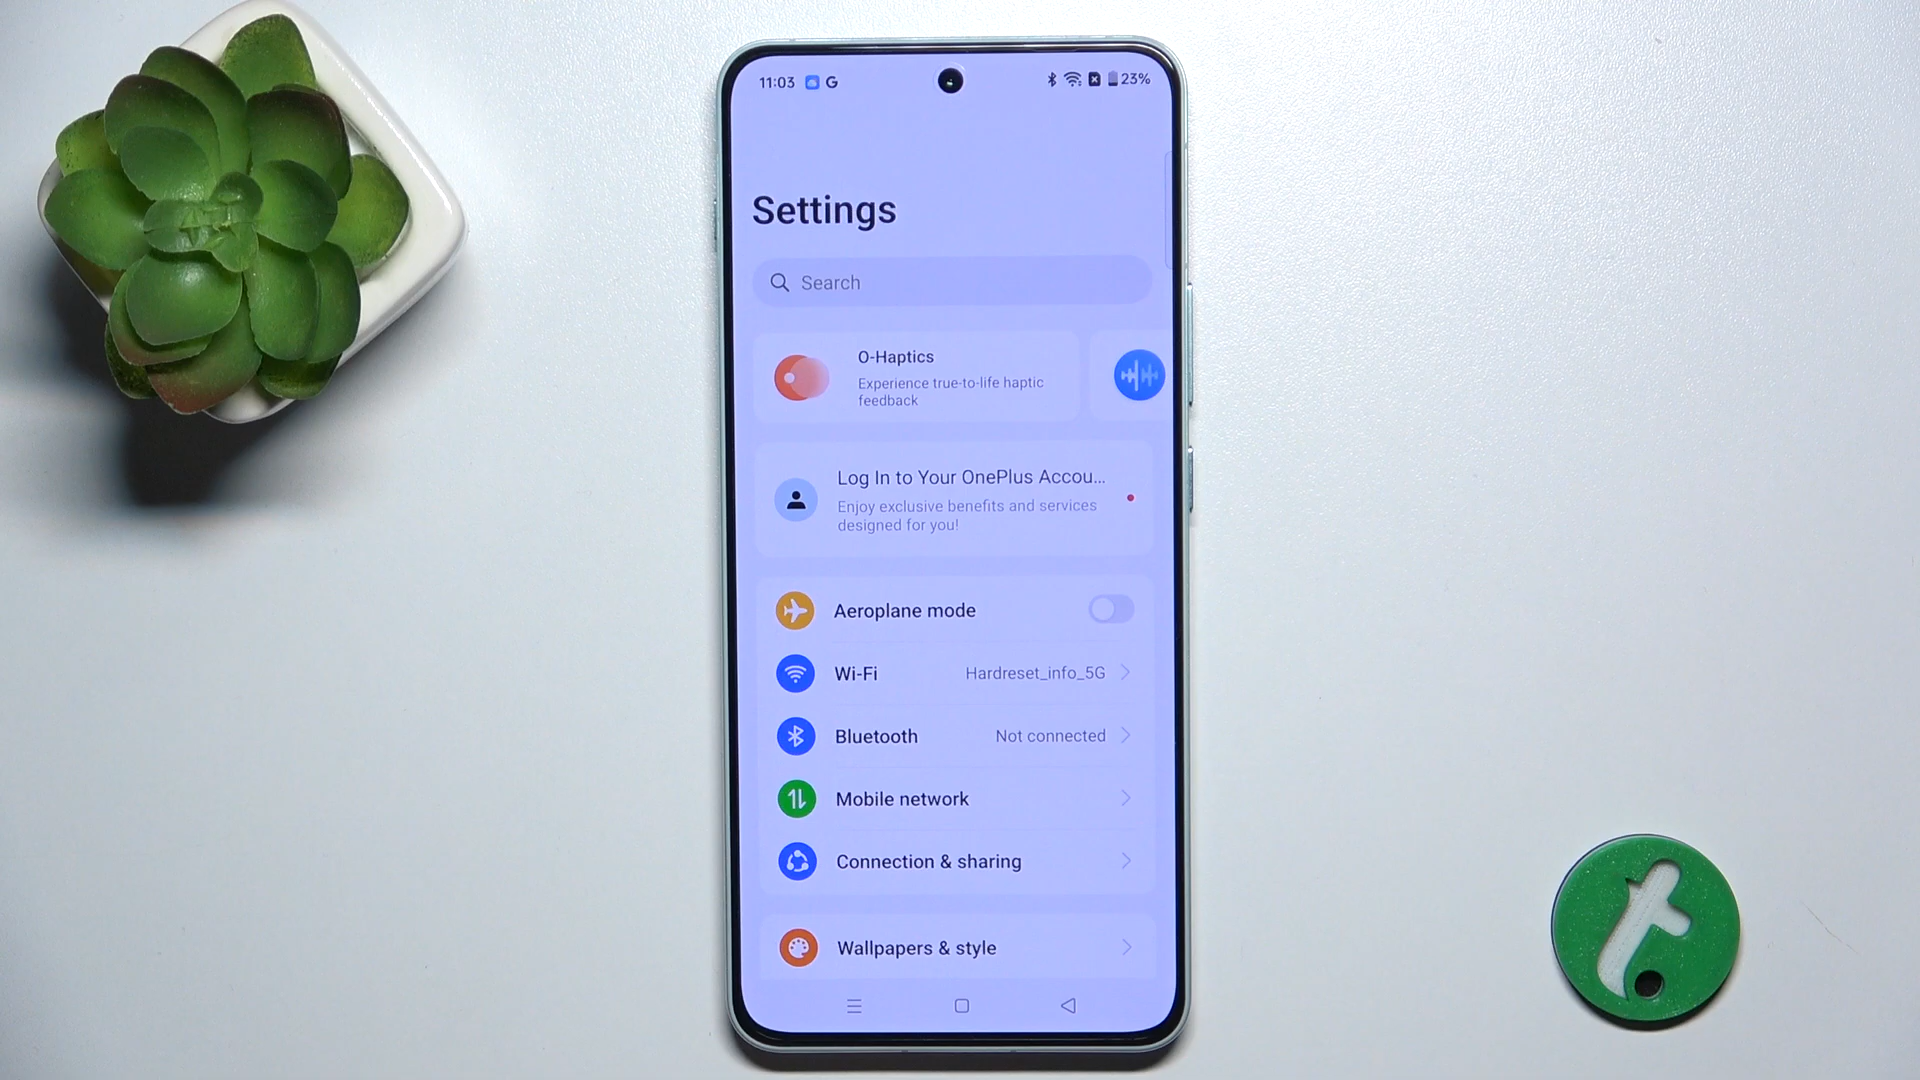 11:03 G 23%
Settings
Search
O-Haptics
Experience true-to-life haptic
feedback
Log In to Your OnePlus Accou...
Enjoy exclusive benefits and services
designed for you!
Aeroplane mode
Wi-Fi Hardreset_info_5G
Bluetooth Not connected
Mobile network
Connection & sharing
Wallpapers & style